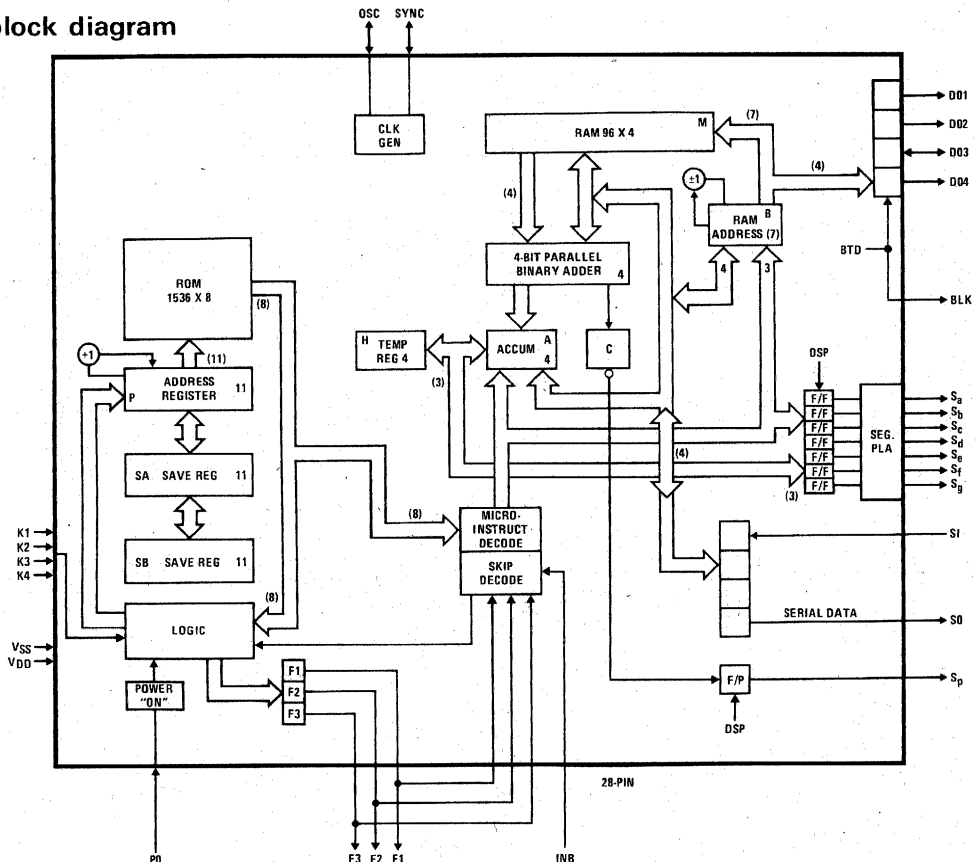 block diagram
OSC SYNC
CLK
GEN
RAM 96 X 4 M
(7)
(4)
(4)
±1
B
RAM
ADDRESS (7)
4 3
DO1
DO2
DO3
DO4
BTD
BLK
4-BIT PARALLEL
BINARY ADDER 4
ROM
1536 X 8
(8)
(11)
+1
ADDRESS
REGISTER 11
P
SA SAVE REG 11
SB SAVE REG 11
H TEMP
REG 4
(3)
A
ACCUM
4
C
DSP
F/F
F/F
F/F
F/F
F/F
F/F
F/F
SEG.
PLA
Sa
Sb
Sc
Sd
Se
Sf
Sg
(4)
(3)
(8)
MICRO-
INSTRUCT
DECODE
SKIP
DECODE
SI
SERIAL DATA
SO
K1
K2
K3
K4
VSS
VDD
(8)
LOGIC
POWER
"ON"
F1
F2
F3
F/P
Sp
DSP
28-PIN
PO
F3 F2 F1
INB